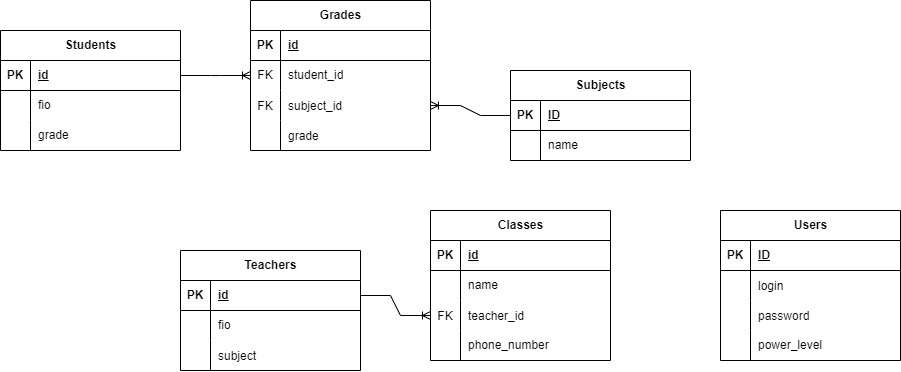 Students
PK id
fio
grade
Grades
PK id
FK student_id
FK subject_id
grade
Subjects
PK ID
name
Teachers
PK id
fio
subject
Classes
PK id
name
FK teacher_id
phone_number
Users
PK ID
login
password
power_level